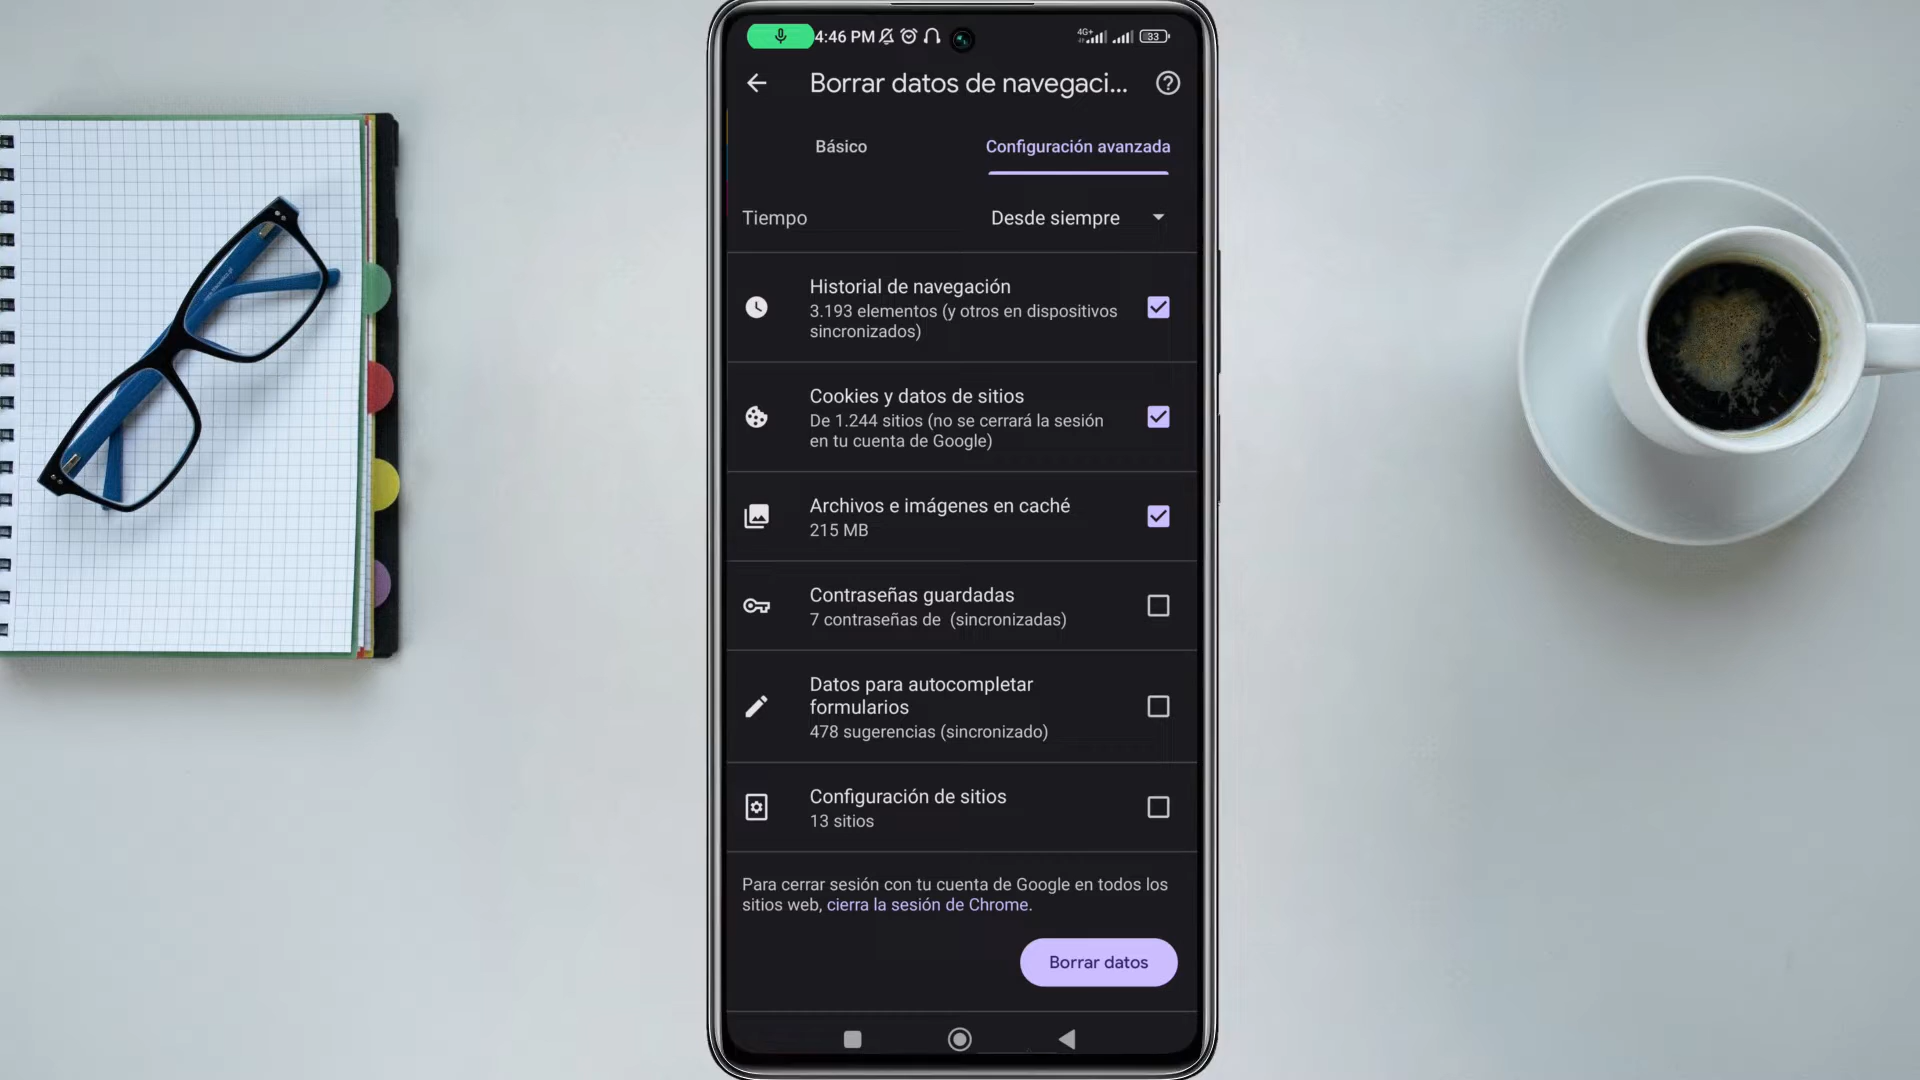 4:46 PM
4G+
33
Borrar datos de navegaci...
Básico
Configuración avanzada
Tiempo
Desde siempre
Historial de navegación
3.193 elementos (y otros en dispositivos
sincronizados)
Cookies y datos de sitios
De 1.244 sitios (no se cerrará la sesión
en tu cuenta de Google)
Archivos e imágenes en caché
215 MB
Contraseñas guardadas
7 contraseñas de (sincronizadas)
Datos para autocompletar
formularios
478 sugerencias (sincronizado)
Configuración de sitios
13 sitios
Para cerrar sesión con tu cuenta de Google en todos los
sitios web, cierra la sesión de Chrome.
Borrar datos